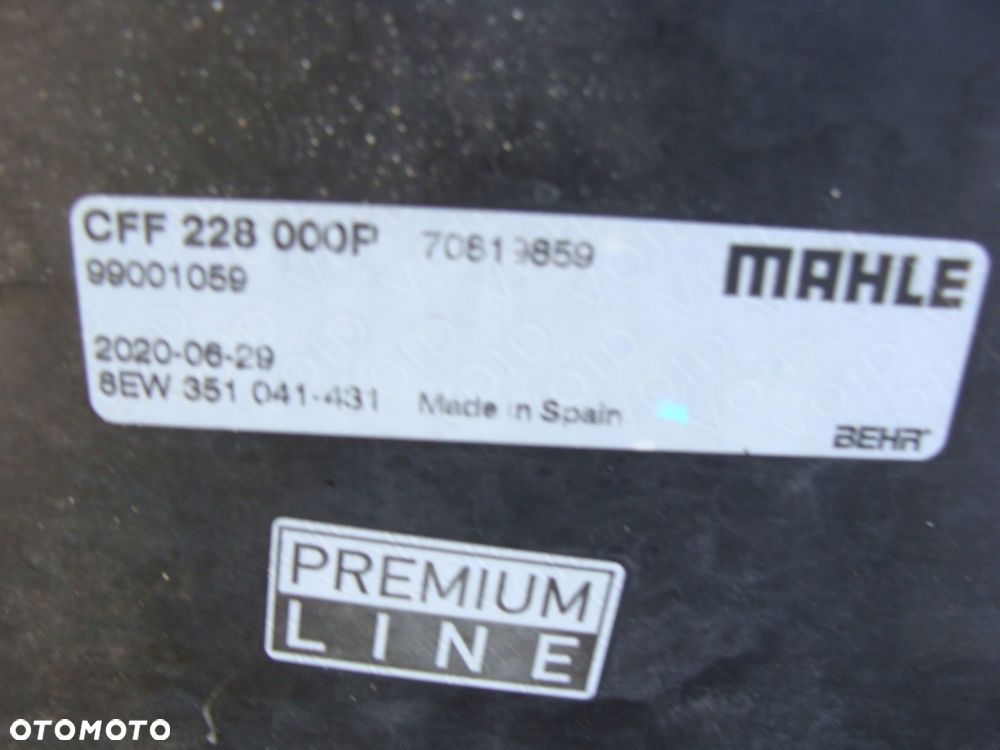 CFF 228 000P 70819859
MAHLE
99001059
2020-06-29
8EW 351 041-431 Made in Spain
BEHR
PREMIUM
LINE
OTOMOTO